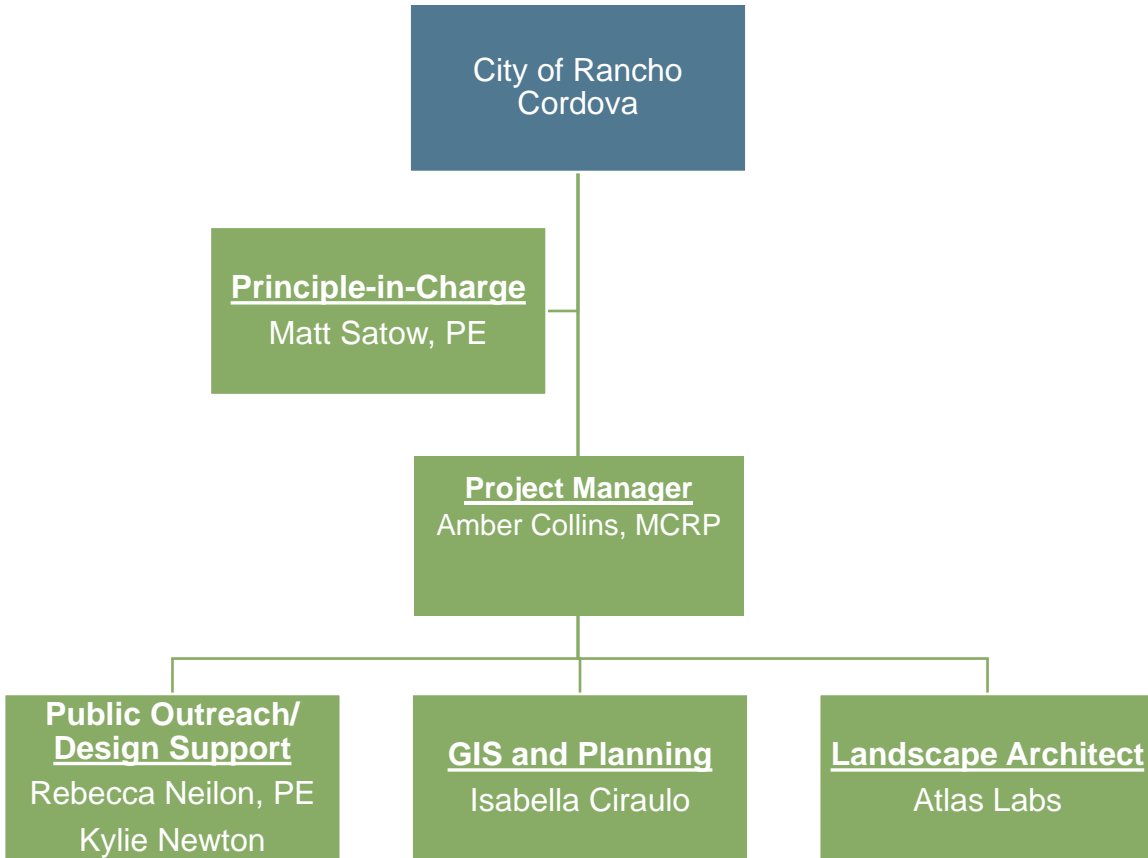 City of Rancho
Cordova
Principle-in-Charge
Matt Satow, PE
Project Manager
Amber Collins, MCRP
Public Outreach/
Design Support
Rebecca Neilon, PE
Kylie Newton
GIS and Planning
Isabella Ciraulo
Landscape Architect
Atlas Labs